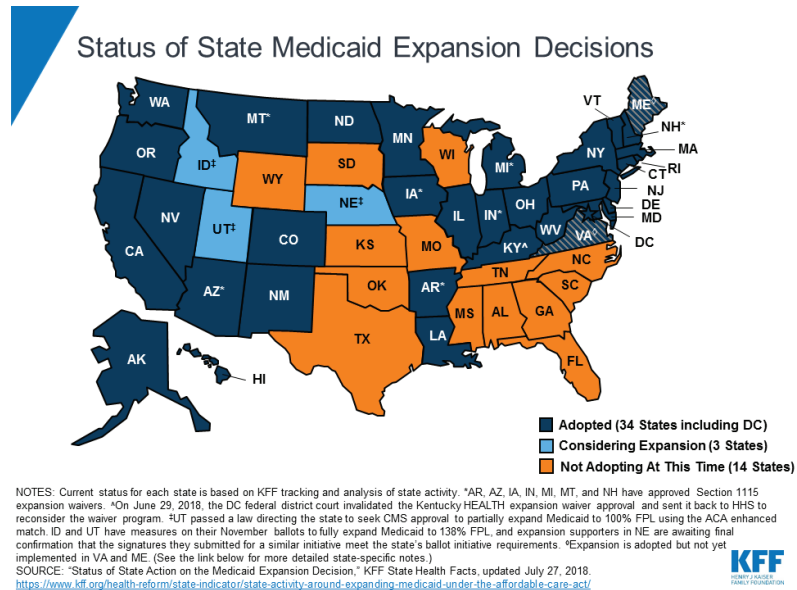 Status of State Medicaid Expansion Decisions
WA
MT*
ND
MN
VT
ME◊
NH*
OR
ID‡
SD
WI
MI*
NY
MA
WY
RI
CT
IA*
PA
NJ
NE‡
OH
DE
NV
IL
IN*
MD
UT‡
WV
VA◊
DC
CO
KS
MO
KY^
CA
NC
TN
AZ*
NM
OK
AR*
SC
MS
AL
GA
TX
LA
AK
FL
HI
Adopted (34 States including DC)
Considering Expansion (3 States)
Not Adopting At This Time (14 States)
NOTES: Current status for each state is based on KFF tracking and analysis of state activity. *AR, AZ, IA, IN, MI, MT, and NH have approved Section 1115
expansion waivers. ^On June 29, 2018, the DC federal district court invalidated the Kentucky HEALTH expansion waiver approval and sent it back to HHS to
reconsider the waiver program. ‡UT passed a law directing the state to seek CMS approval to partially expand Medicaid to 100% FPL using the ACA enhanced
match. ID and UT have measures on their November ballots to fully expand Medicaid to 138% FPL, and expansion supporters in NE are awaiting final
confirmation that the signatures they submitted for a similar initiative meet the state's ballot initiative requirements. ◊Expansion is adopted but not yet
implemented in VA and ME. (See the link below for more detailed state-specific notes.)
SOURCE: "Status of State Action on the Medicaid Expansion Decision," KFF State Health Facts, updated July 27, 2018.
https://www.kff.org/health-reform/state-indicator/state-activity-around-expanding-medicaid-under-the-affordable-care-act/
KFF
HENRY J KAISER
FAMILY FOUNDATION